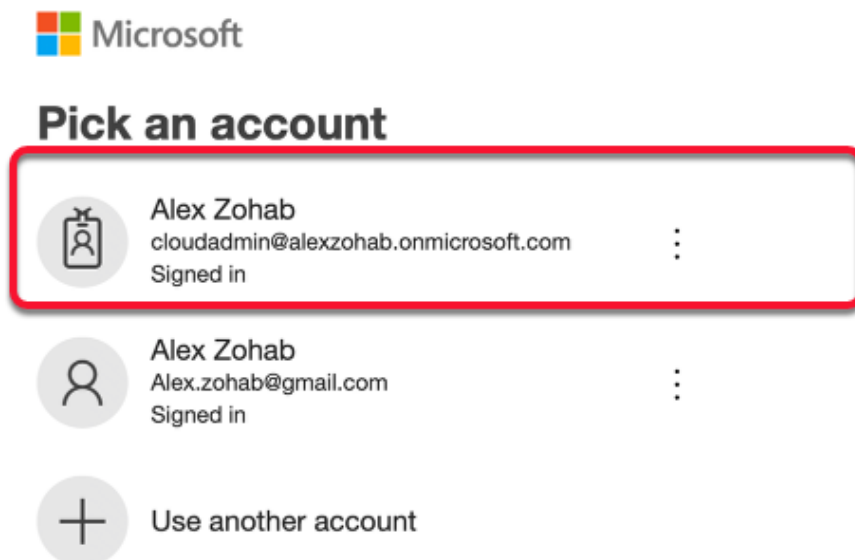 Microsoft
Pick an account
Alex Zohab
cloudadmin@alexzohab.onmicrosoft.com
Signed in
Alex Zohab
Alex.zohab@gmail.com
Signed in
Use another account